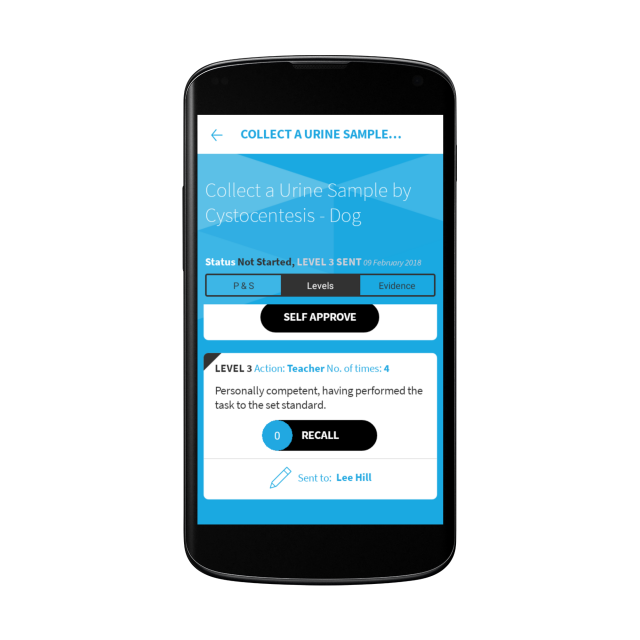 COLLECT A URINE SAMPLE...
Collect a Urine Sample by
Cystocentesis - Dog
Status Not Started, LEVEL 3 SENT 09 February 2018
P & S Levels Evidence
SELF APPROVE
LEVEL 3 Action: Teacher No. of times: 4
Personally competent, having performed the
task to the set standard.
0 RECALL
Sent to: Lee Hill